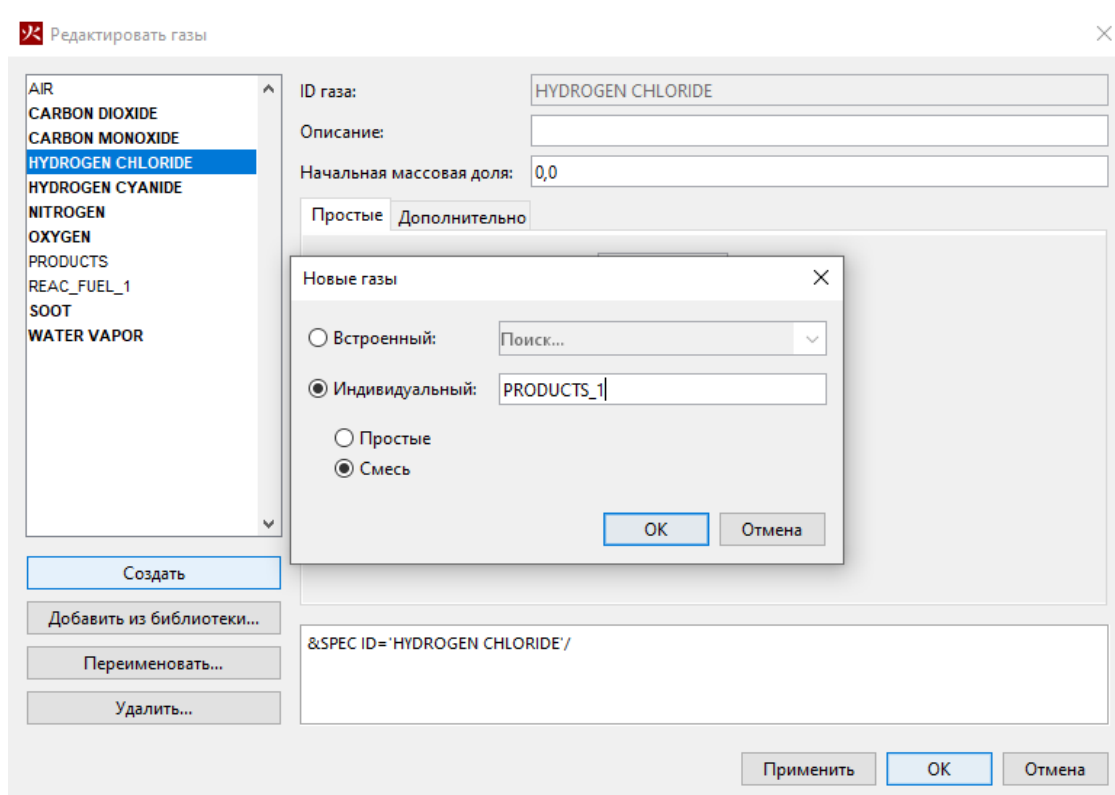 Редактировать газы
AIR
CARBON DIOXIDE
CARBON MONOXIDE
HYDROGEN CHLORIDE
HYDROGEN CYANIDE
NITROGEN
OXYGEN
PRODUCTS
REAC_FUEL_1
SOOT
WATER VAPOR
Создать
Добавить из библиотеки...
Переименовать...
Удалить...
ID газа: HYDROGEN CHLORIDE
Описание:
Начальная массовая доля: 0,0
Простые Дополнительно
Новые газы
Встроенный: Поиск...
Индивидуальный: PRODUCTS_1
Простые
Смесь
OK Отмена
&SPEC ID='HYDROGEN CHLORIDE'/
Применить OK Отмена